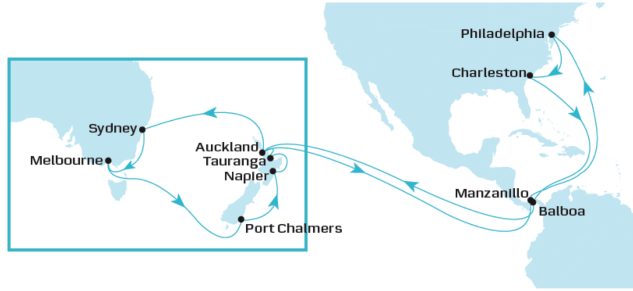 Philadelphia
Charleston
Sydney
Auckland
Melbourne
Tauranga
Napier
Manzanillo
Balboa
Port Chalmers